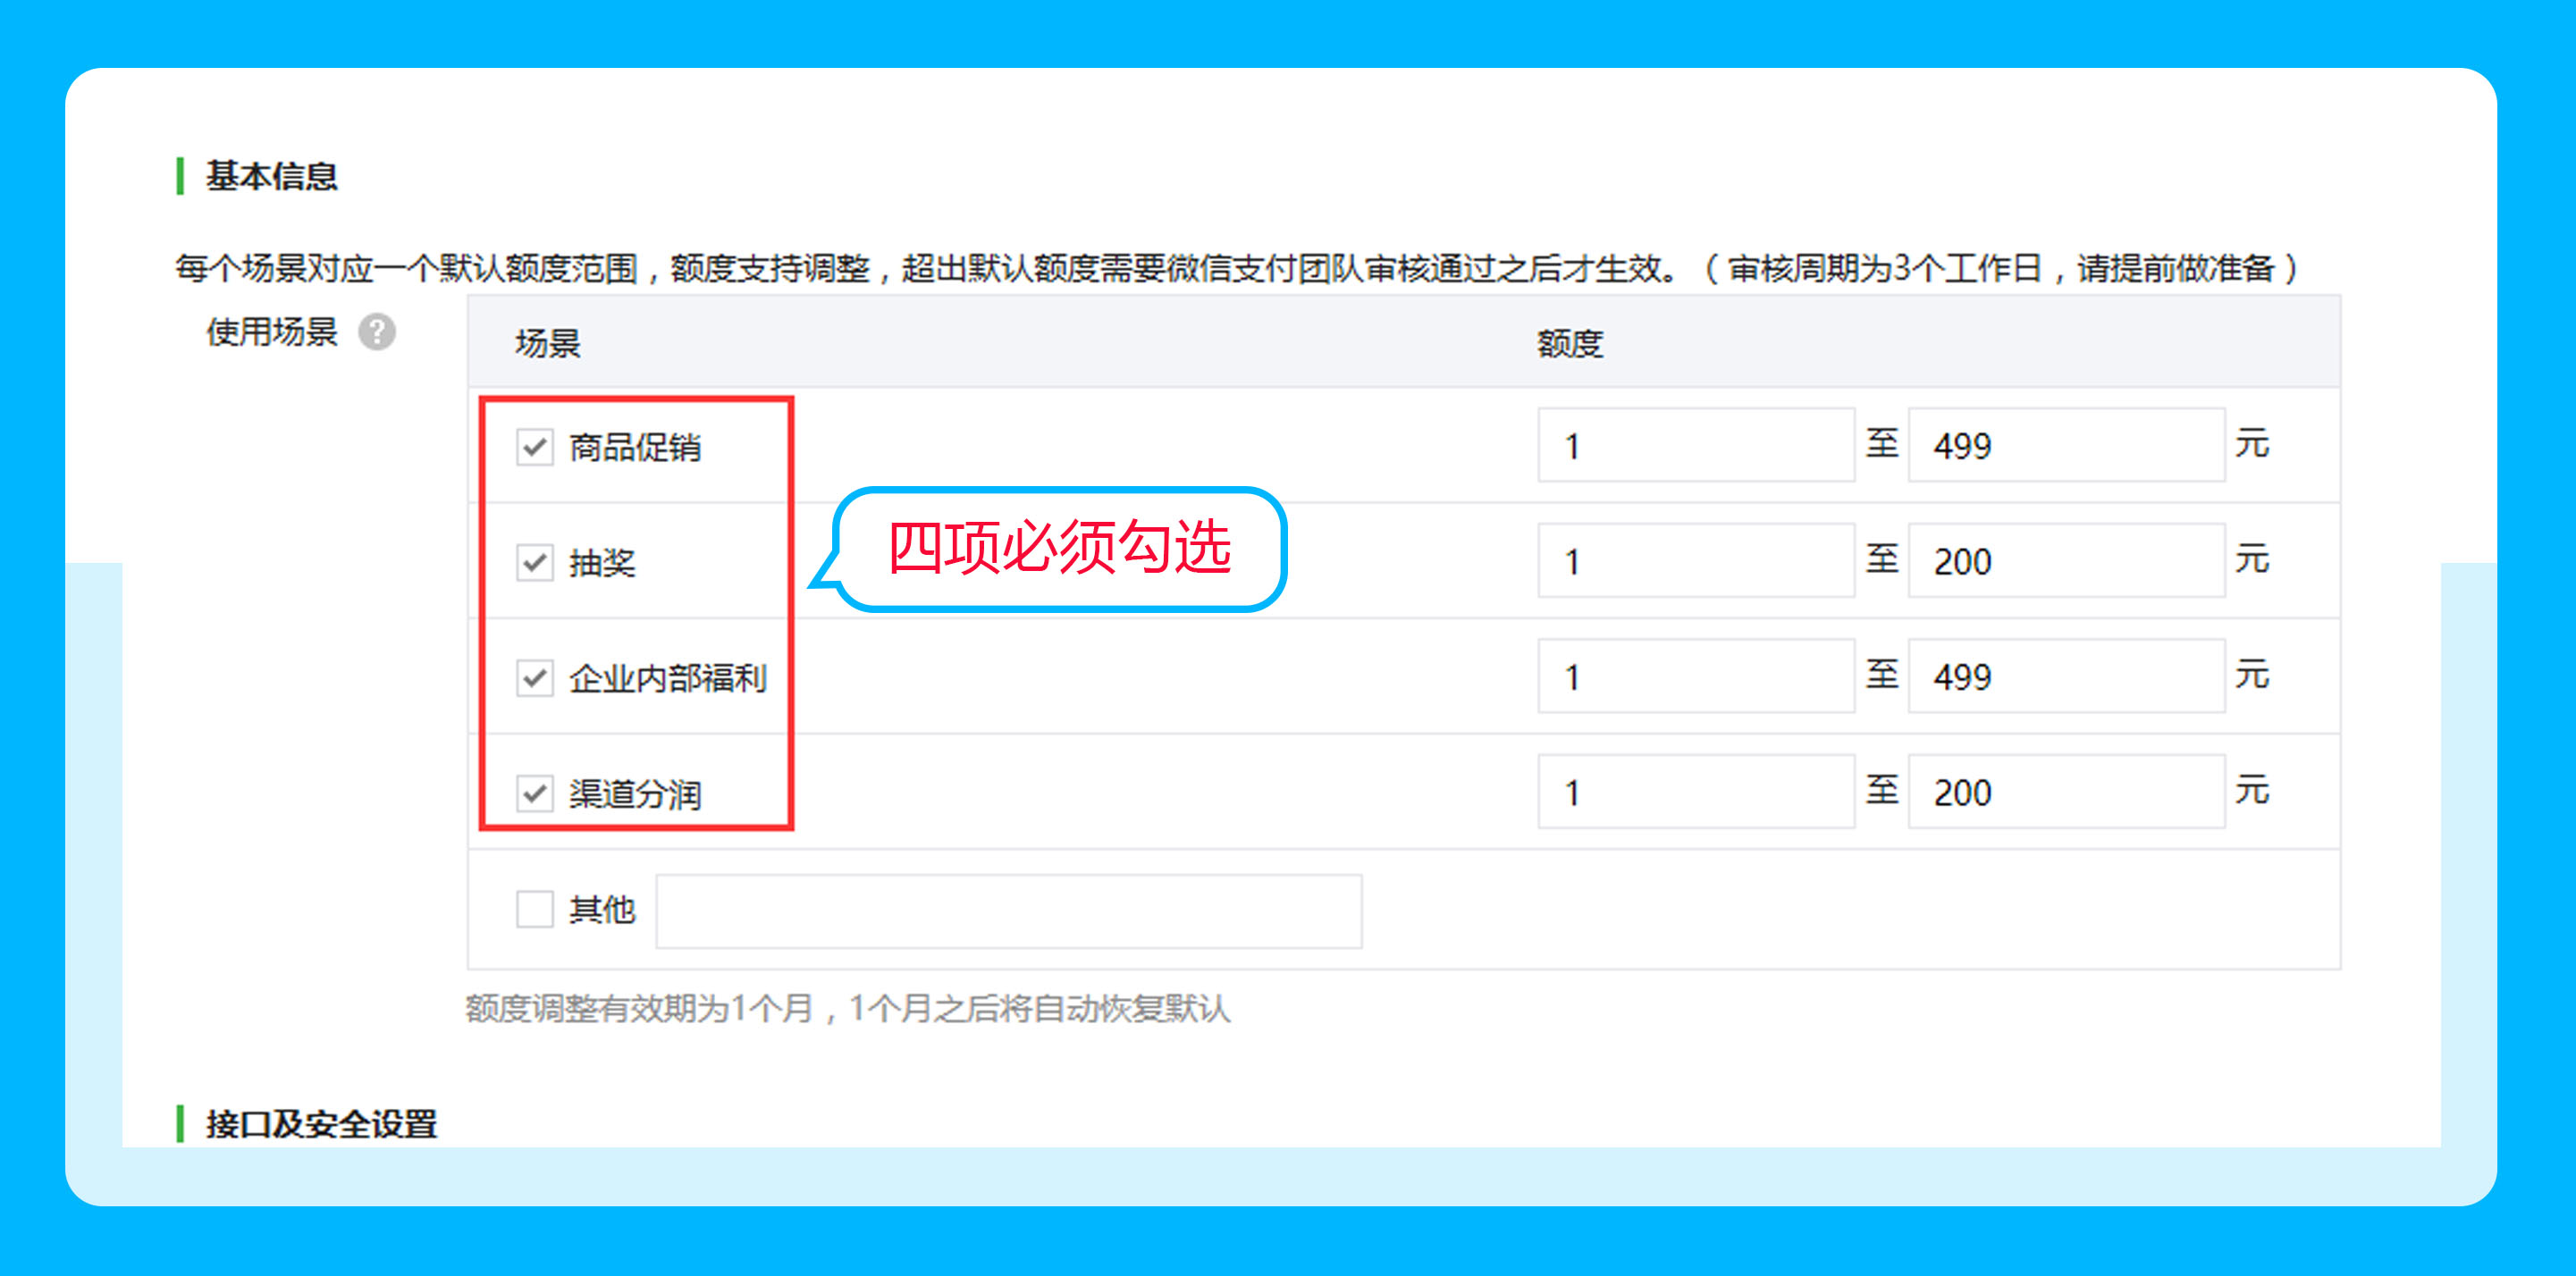 基本信息
每个场景对应一个默认额度范围，额度支持调整，超出默认额度需要微信支付团队审核通过之后才生效。（审核周期为3个工作日，请提前做准备）
使用场景 ?
场景 额度
商品促销 1 至 499 元
四项必须勾选
抽奖 1 至 200 元
企业内部福利 1 至 499 元
渠道分润 1 至 200 元
其他
额度调整有效期为1个月，1个月之后将自动恢复默认
接口及安全设置